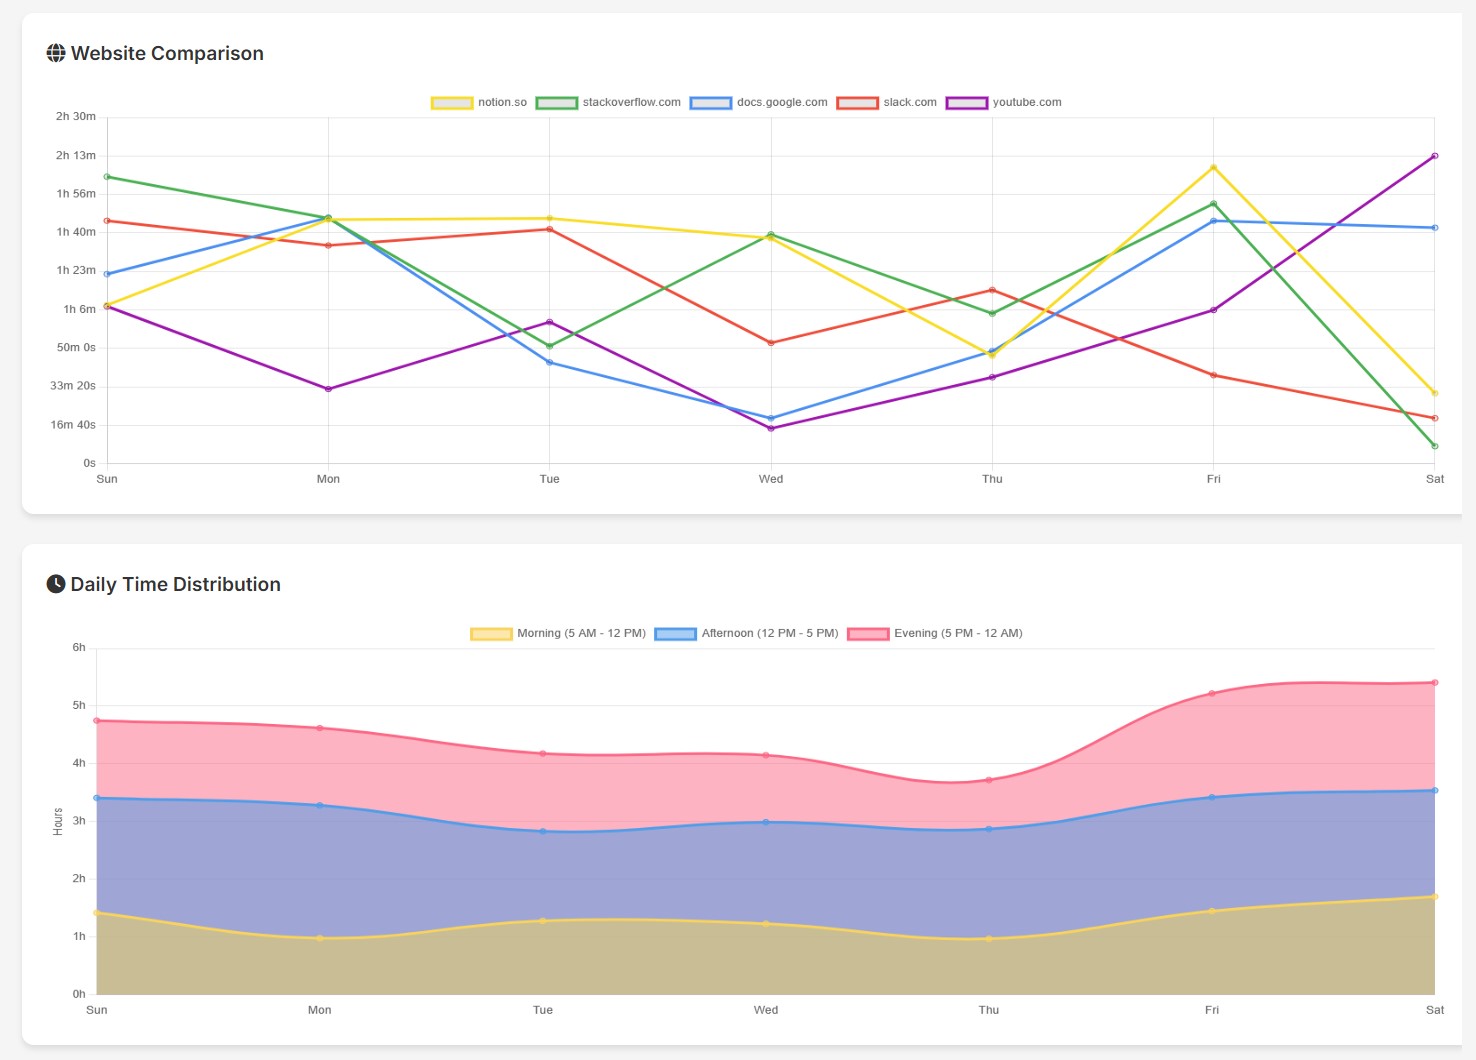 Website Comparison
notion.so stackoverflow.com docs.google.com slack.com youtube.com
2h 30m
2h 13m
1h 56m
1h 40m
1h 23m
1h 6m
50m 0s
33m 20s
16m 40s
0s
Sun Mon Tue Wed Thu Fri Sat
Daily Time Distribution
Morning (5 AM - 12 PM) Afternoon (12 PM - 5 PM) Evening (5 PM - 12 AM)
Hours
6h
5h
4h
3h
2h
1h
0h
Sun Mon Tue Wed Thu Fri Sat